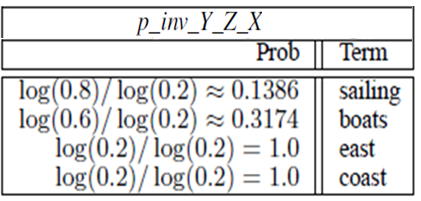 p_inv_Y_Z_X
Prob Term
log(0.8)/ log(0.2) ≈ 0.1386 sailing
log(0.6)/ log(0.2) ≈ 0.3174 boats
log(0.2)/ log(0.2) = 1.0 east
log(0.2)/ log(0.2) = 1.0 coast